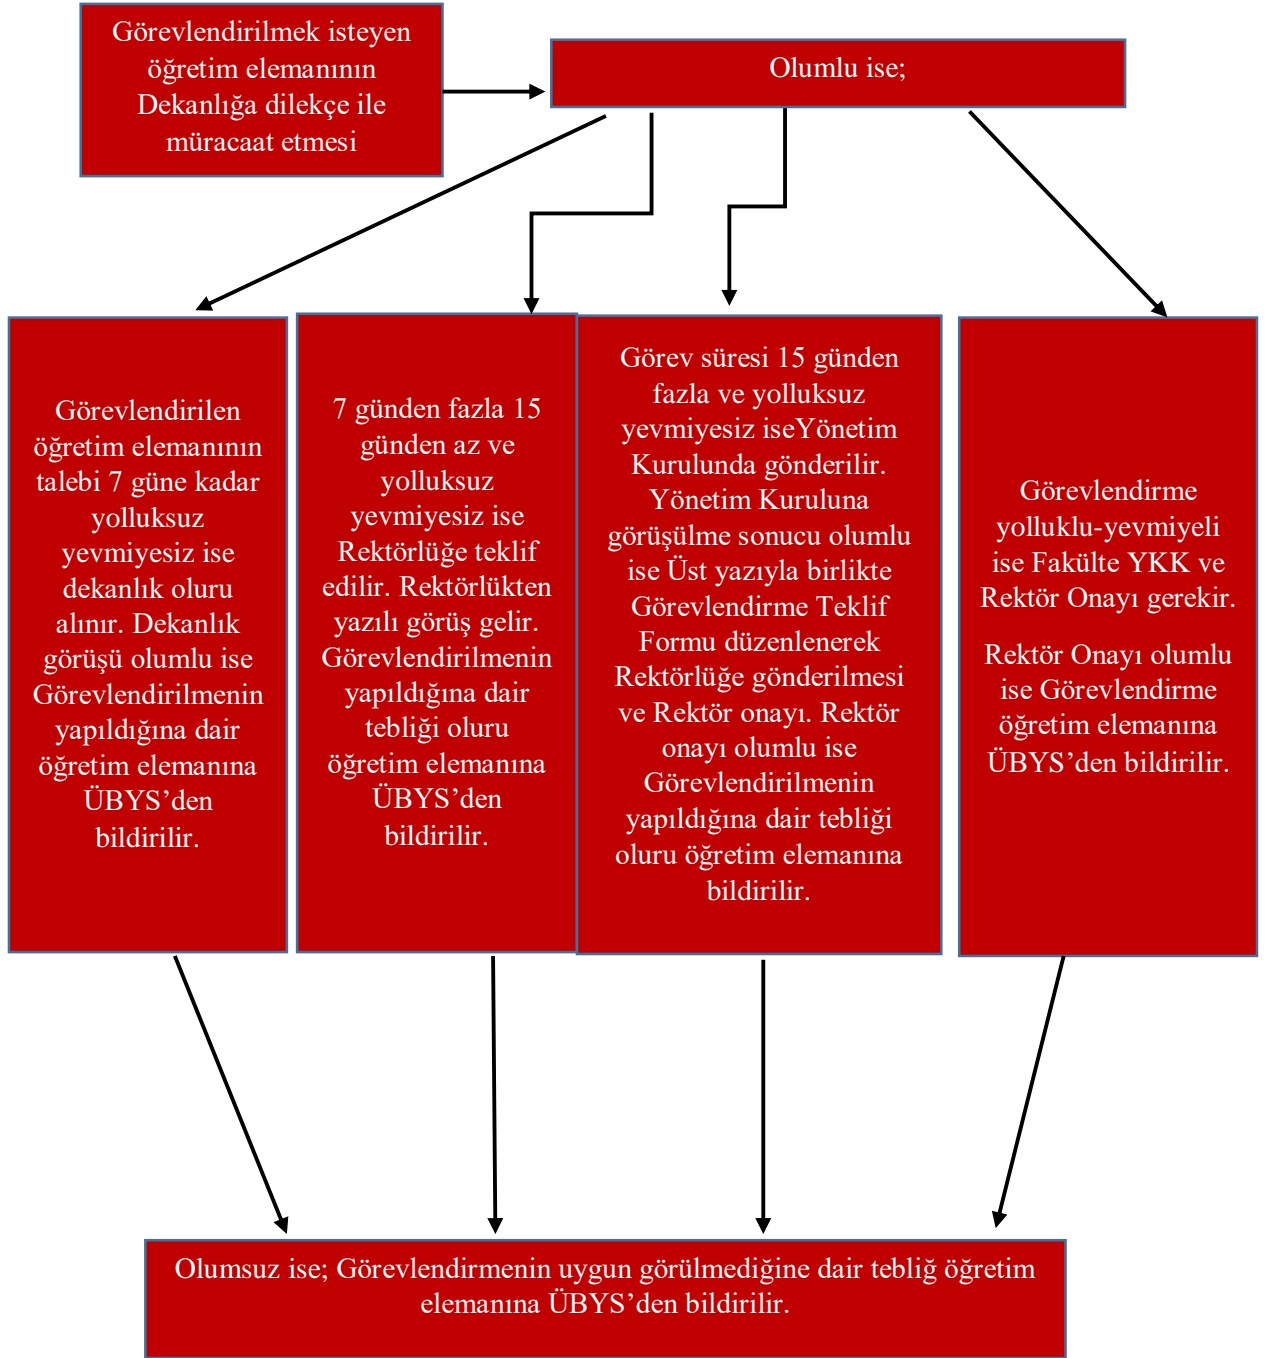 Görevlendirilmek isteyen
öğretim elemanının
Dekanlığa dilekçe ile
müracaat etmesi
Olumlu ise;
Görevlendirilen
öğretim elemanının
talebi 7 güne kadar
yolluksuz
yevmiyesiz ise
dekanlık oluru
alınır. Dekanlık
görüşü olumlu ise
Görevlendirilmenin
yapıldığına dair
öğretim elemanına
ÜBYS’den
bildirilir.
7 günden fazla 15
günden az ve
yolluksuz
yevmiyesiz ise
Rektörlüğe teklif
edilir. Rektörlükten
yazılı görüş gelir.
Görevlendirilmenin
yapıldığına dair
tebliği oluru
öğretim elemanına
ÜBYS’den
bildirilir.
Görev süresi 15 günden
fazla ve yolluksuz
yevmiyesiz iseYönetim
Kurulunda gönderilir.
Yönetim Kuruluna
görüşülme sonucu olumlu
ise Üst yazıyla birlikte
Görevlendirme Teklif
Formu düzenlenerek
Rektörlüğe gönderilmesi
ve Rektör onayı. Rektör
onayı olumlu ise
Görevlendirilmenin
yapıldığına dair tebliği
oluru öğretim elemanına
bildirilir.
Görevlendirme
yolluklu-yevmiyeli
ise Fakülte YKK ve
Rektör Onayı gerekir.
Rektör Onayı olumlu
ise Görevlendirme
öğretim elemanına
ÜBYS’den bildirilir.
Olumsuz ise; Görevlendirmenin uygun görülmediğine dair tebliğ öğretim
elemanına ÜBYS’den bildirilir.